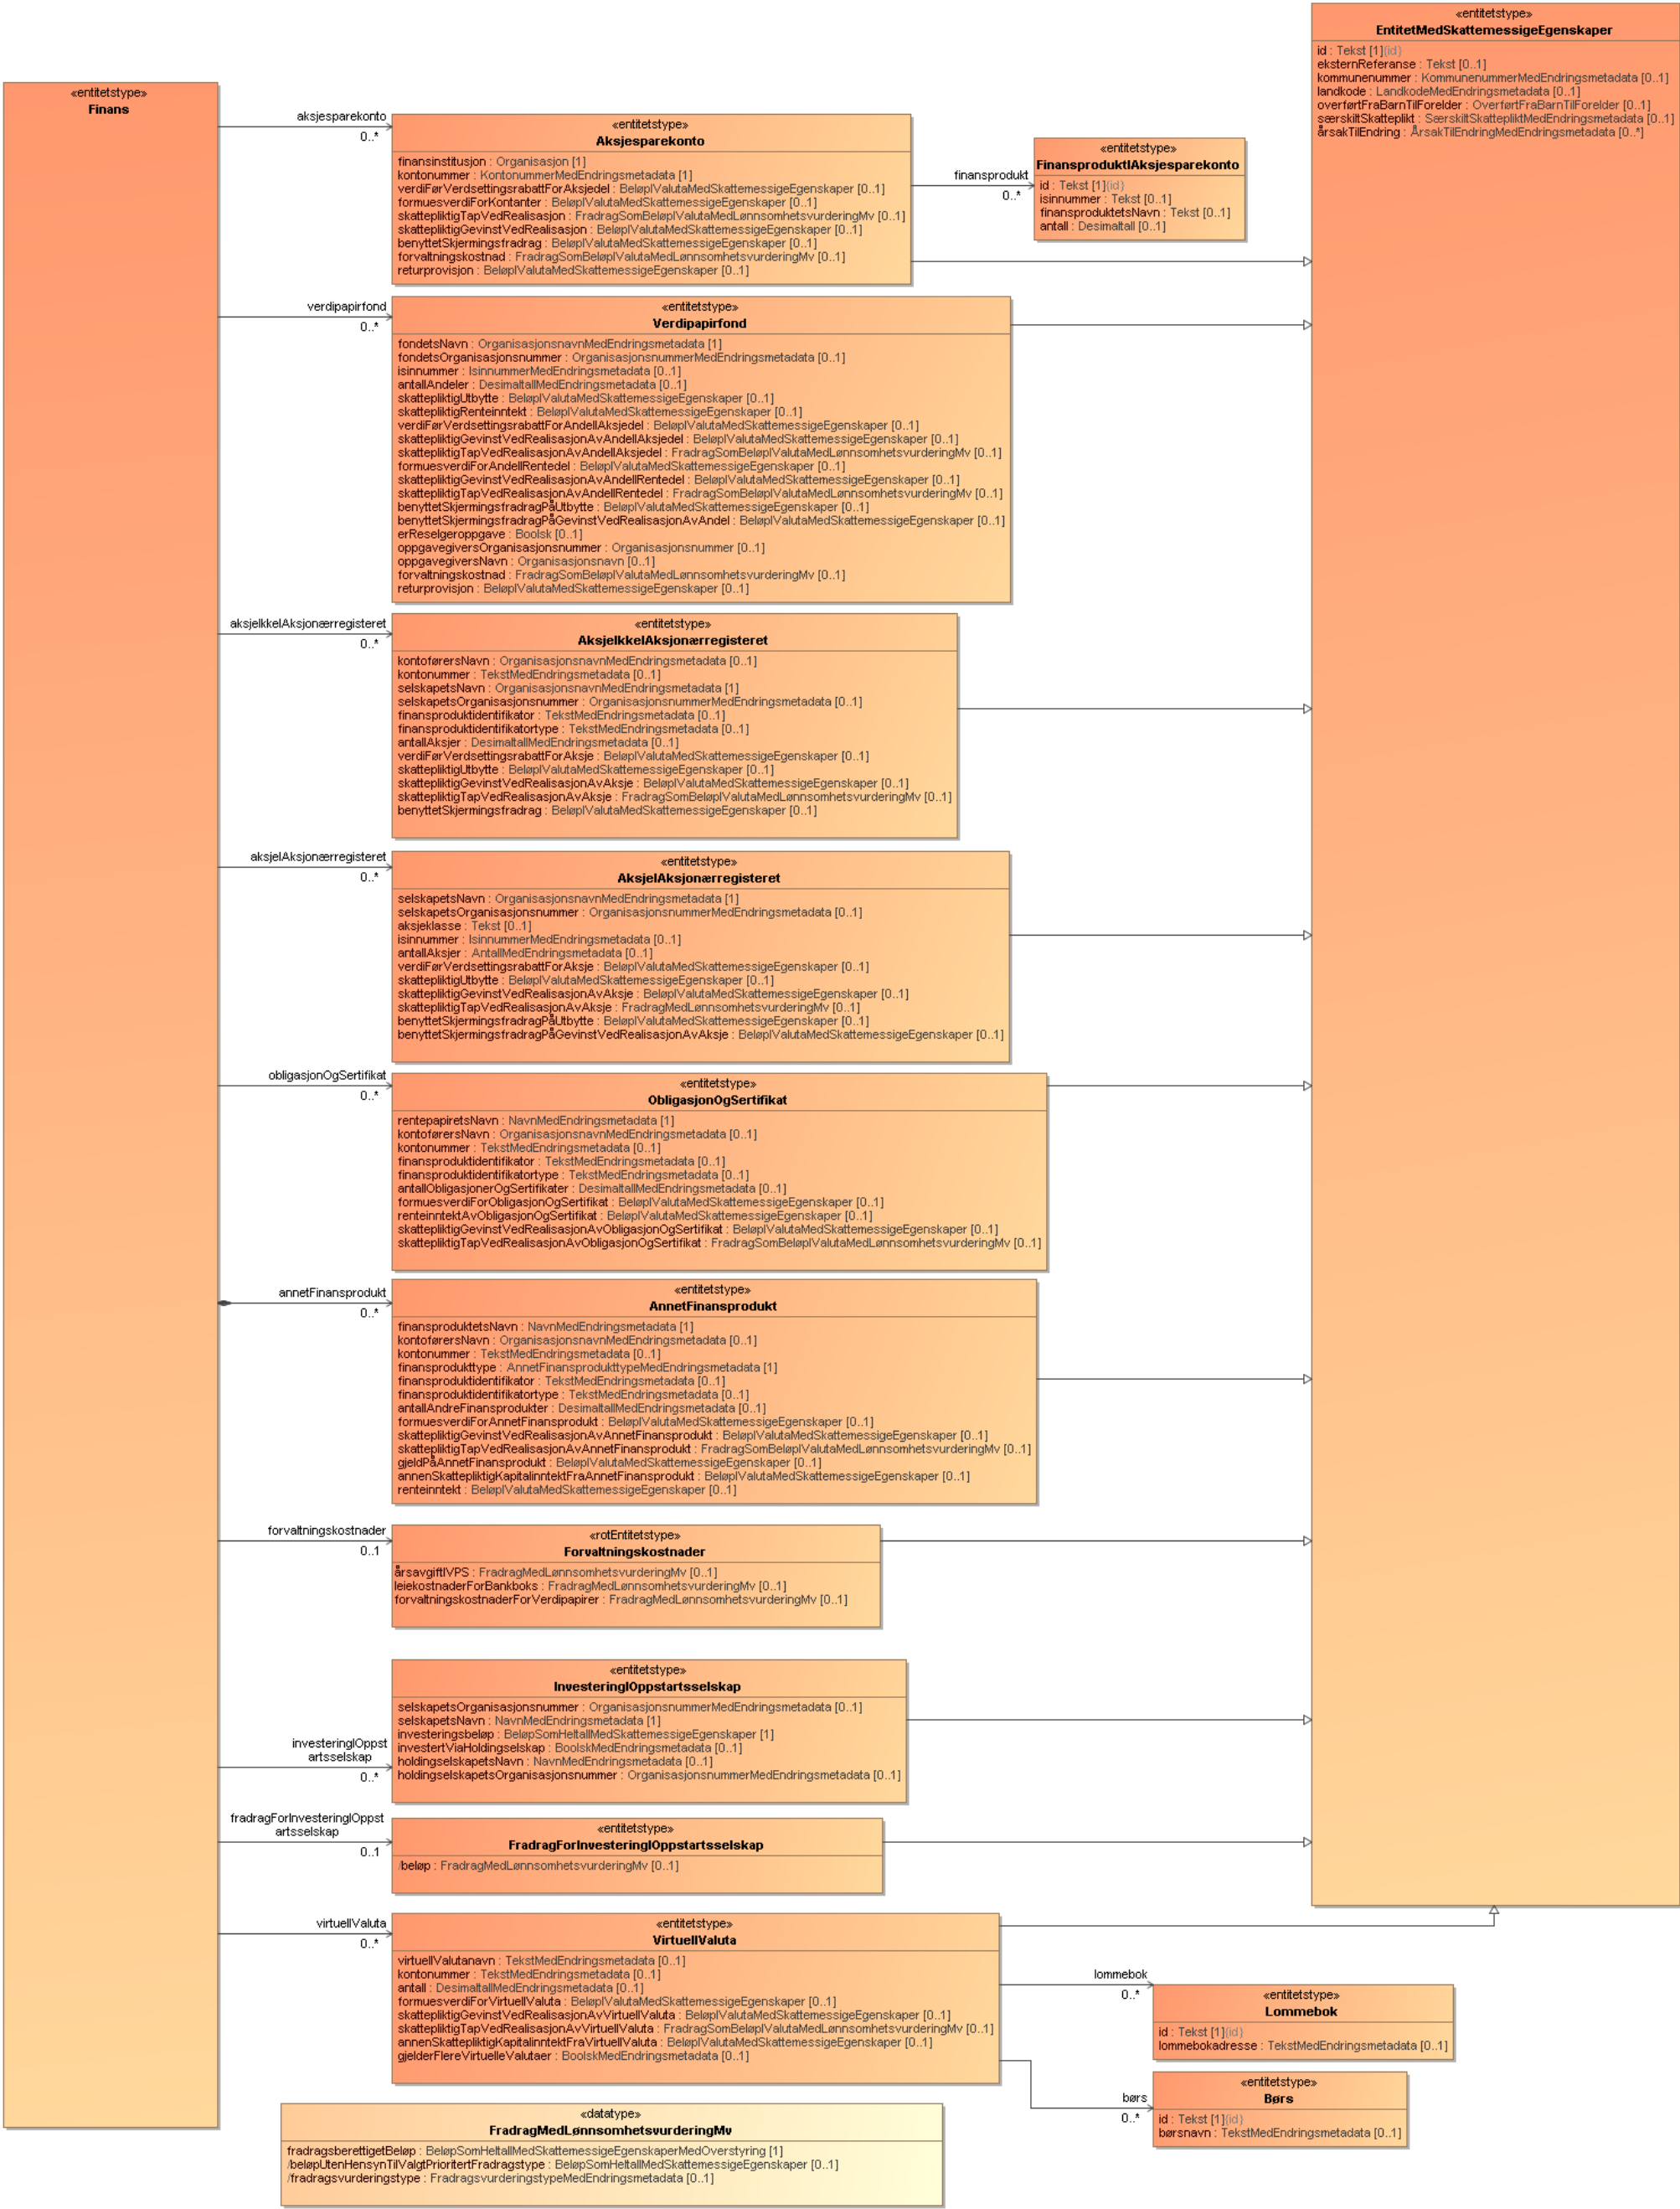 «entitetstype»
EntitetMedSkattemessigeEgenskaper
id : Tekst [1]{id}
eksternReferanse : Tekst [0..1]
kommunenummer : KommunenummerMedEndringsmetadata [0..1]
landkode : LandkodeMedEndringsmetadata [0..1]
overførtFraBarnTilForelder : OverførtFraBarnTilForelder [0..1]
særskiltSkatteplikt : SærskiltSkattepliktMedEndringsmetadata [0..1]
årsakTilEndring : ÅrsakTilEndringMedEndringsmetadata [0..*]
«entitetstype»
Finans
aksjesparekonto
0..*
«entitetstype»
Aksjesparekonto
finansinstitusjon : Organisasjon [1]
kontonummer : KontonummerMedEndringsmetadata [1]
verdiFørVerdsettingsrabattForAksjedel : BeløpIValutaMedSkattemessigeEgenskaper [0..1]
formuesverdiForKontanter : BeløpIValutaMedSkattemessigeEgenskaper [0..1]
skattepliktigTapVedRealisasjon : FradragSomBeløpIValutaMedLønnsomhetsvurderingMv [0..1]
skattepliktigGevinstVedRealisasjon : BeløpIValutaMedSkattemessigeEgenskaper [0..1]
benyttetSkjermingsfradrag : BeløpIValutaMedSkattemessigeEgenskaper [0..1]
forvaltningskostnad : FradragSomBeløpIValutaMedLønnsomhetsvurderingMv [0..1]
returprovisjon : BeløpIValutaMedSkattemessigeEgenskaper [0..1]
finansprodukt
0..*
«entitetstype»
FinansproduktIAksjesparekonto
id : Tekst [1]{id}
isinnummer : Tekst [0..1]
finansproduktetsNavn : Tekst [0..1]
antall : Desimaltall [0..1]
verdipapirfond
0..*
«entitetstype»
Verdipapirfond
fondetsNavn : OrganisasjonsnavnMedEndringsmetadata [1]
fondetsOrganisasjonsnummer : OrganisasjonsnummerMedEndringsmetadata [0..1]
isinnummer : IsinnummerMedEndringsmetadata [0..1]
antallAndeler : DesimaltallMedEndringsmetadata [0..1]
skattepliktigUtbytte : BeløpIValutaMedSkattemessigeEgenskaper [0..1]
skattepliktigRenteinntekt : BeløpIValutaMedSkattemessigeEgenskaper [0..1]
verdiFørVerdsettingsrabattForAndelIAksjedel : BeløpIValutaMedSkattemessigeEgenskaper [0..1]
skattepliktigGevinstVedRealisasjonAvAndelIAksjedel : BeløpIValutaMedSkattemessigeEgenskaper [0..1]
skattepliktigTapVedRealisasjonAvAndelIAksjedel : FradragSomBeløpIValutaMedLønnsomhetsvurderingMv [0..1]
formuesverdiForAndelIRentedel : BeløpIValutaMedSkattemessigeEgenskaper [0..1]
skattepliktigGevinstVedRealisasjonAvAndelIRentedel : BeløpIValutaMedSkattemessigeEgenskaper [0..1]
skattepliktigTapVedRealisasjonAvAndelIRentedel : FradragSomBeløpIValutaMedLønnsomhetsvurderingMv [0..1]
benyttetSkjermingsfradragPåUtbytte : BeløpIValutaMedSkattemessigeEgenskaper [0..1]
benyttetSkjermingsfradragPåGevinstVedRealisasjonAvAndel : BeløpIValutaMedSkattemessigeEgenskaper [0..1]
erReselgeroppgave : Boolsk [0..1]
oppgavegiversOrganisasjonsnummer : Organisasjonsnummer [0..1]
oppgavegiversNavn : Organisasjonsnavn [0..1]
forvaltningskostnad : FradragSomBeløpIValutaMedLønnsomhetsvurderingMv [0..1]
returprovisjon : BeløpIValutaMedSkattemessigeEgenskaper [0..1]
aksjeIkkeIAksjonærregisteret
0..*
«entitetstype»
AksjeIkkeIAksjonærregisteret
kontoførersNavn : OrganisasjonsnavnMedEndringsmetadata [0..1]
kontonummer : TekstMedEndringsmetadata [0..1]
selskapetsNavn : OrganisasjonsnavnMedEndringsmetadata [1]
selskapetsOrganisasjonsnummer : OrganisasjonsnummerMedEndringsmetadata [0..1]
finansproduktidentifikator : TekstMedEndringsmetadata [0..1]
finansproduktidentifikatortype : TekstMedEndringsmetadata [0..1]
antallAksjer : DesimaltallMedEndringsmetadata [0..1]
verdiFørVerdsettingsrabattForAksje : BeløpIValutaMedSkattemessigeEgenskaper [0..1]
skattepliktigUtbytte : BeløpIValutaMedSkattemessigeEgenskaper [0..1]
skattepliktigGevinstVedRealisasjonAvAksje : BeløpIValutaMedSkattemessigeEgenskaper [0..1]
skattepliktigTapVedRealisasjonAvAksje : FradragSomBeløpIValutaMedLønnsomhetsvurderingMv [0..1]
benyttetSkjermingsfradrag : BeløpIValutaMedSkattemessigeEgenskaper [0..1]
aksjeIAksjonærregisteret
0..*
«entitetstype»
AksjeIAksjonærregisteret
selskapetsNavn : OrganisasjonsnavnMedEndringsmetadata [1]
selskapetsOrganisasjonsnummer : OrganisasjonsnummerMedEndringsmetadata [0..1]
aksjeklasse : Tekst [0..1]
isinnummer : IsinnummerMedEndringsmetadata [0..1]
antallAksjer : AntallMedEndringsmetadata [0..1]
verdiFørVerdsettingsrabattForAksje : BeløpIValutaMedSkattemessigeEgenskaper [0..1]
skattepliktigUtbytte : BeløpIValutaMedSkattemessigeEgenskaper [0..1]
skattepliktigGevinstVedRealisasjonAvAksje : BeløpIValutaMedSkattemessigeEgenskaper [0..1]
skattepliktigTapVedRealisasjonAvAksje : FradragMedLønnsomhetsvurderingMv [0..1]
benyttetSkjermingsfradragPåUtbytte : BeløpIValutaMedSkattemessigeEgenskaper [0..1]
benyttetSkjermingsfradragPåGevinstVedRealisasjonAvAksje : BeløpIValutaMedSkattemessigeEgenskaper [0..1]
obligasjonOgSertifikat
0..*
«entitetstype»
ObligasjonOgSertifikat
rentepapiretsNavn : NavnMedEndringsmetadata [1]
kontoførersNavn : OrganisasjonsnavnMedEndringsmetadata [0..1]
kontonummer : TekstMedEndringsmetadata [0..1]
finansproduktidentifikator : TekstMedEndringsmetadata [0..1]
finansproduktidentifikatortype : TekstMedEndringsmetadata [0..1]
antallObligasjonerOgSertifikater : DesimaltallMedEndringsmetadata [0..1]
formuesverdiForObligasjonOgSertifikat : BeløpIValutaMedSkattemessigeEgenskaper [0..1]
renteinntektAvObligasjonOgSertifikat : BeløpIValutaMedSkattemessigeEgenskaper [0..1]
skattepliktigGevinstVedRealisasjonAvObligasjonOgSertifikat : BeløpIValutaMedSkattemessigeEgenskaper [0..1]
skattepliktigTapVedRealisasjonAvObligasjonOgSertifikat : FradragSomBeløpIValutaMedLønnsomhetsvurderingMv [0..1]
annetFinansprodukt
0..*
«entitetstype»
AnnetFinansprodukt
finansproduktetsNavn : NavnMedEndringsmetadata [1]
kontoførersNavn : OrganisasjonsnavnMedEndringsmetadata [0..1]
kontonummer : TekstMedEndringsmetadata [0..1]
finansprodukttype : AnnetFinansprodukttypeMedEndringsmetadata [1]
finansproduktidentifikator : TekstMedEndringsmetadata [0..1]
finansproduktidentifikatortype : TekstMedEndringsmetadata [0..1]
antallAndreFinansprodukter : DesimaltallMedEndringsmetadata [0..1]
formuesverdiForAnnetFinansprodukt : BeløpIValutaMedSkattemessigeEgenskaper [0..1]
skattepliktigGevinstVedRealisasjonAvAnnetFinansprodukt : BeløpIValutaMedSkattemessigeEgenskaper [0..1]
skattepliktigTapVedRealisasjonAvAnnetFinansprodukt : FradragSomBeløpIValutaMedLønnsomhetsvurderingMv [0..1]
gjeldPåAnnetFinansprodukt : BeløpIValutaMedSkattemessigeEgenskaper [0..1]
annenSkattepliktigKapitalinntektFraAnnetFinansprodukt : BeløpIValutaMedSkattemessigeEgenskaper [0..1]
renteinntekt : BeløpIValutaMedSkattemessigeEgenskaper [0..1]
forvaltningskostnader
0..1
«rotEntitetstype»
Forvaltningskostnader
årsavgiftIVPS : FradragMedLønnsomhetsvurderingMv [0..1]
leiekostnaderForBankboks : FradragMedLønnsomhetsvurderingMv [0..1]
forvaltningskostnaderForVerdipapirer : FradragMedLønnsomhetsvurderingMv [0..1]
investeringIOppst
artsselskap
0..*
«entitetstype»
InvesteringIOppstartsselskap
selskapetsOrganisasjonsnummer : OrganisasjonsnummerMedEndringsmetadata [0..1]
selskapetsNavn : NavnMedEndringsmetadata [1]
investeringsbeløp : BeløpSomHeltallMedSkattemessigeEgenskaper [1]
investertViaHoldingselskap : BoolskMedEndringsmetadata [0..1]
holdingselskapetsNavn : NavnMedEndringsmetadata [0..1]
holdingselskapetsOrganisasjonsnummer : OrganisasjonsnummerMedEndringsmetadata [0..1]
fradragForInvesteringIOppst
artsselskap
0..1
«entitetstype»
FradragForInvesteringIOppstartsselskap
/beløp : FradragMedLønnsomhetsvurderingMv [0..1]
virtuellValuta
0..*
«entitetstype»
VirtuellValuta
virtuellValutanavn : TekstMedEndringsmetadata [0..1]
kontonummer : TekstMedEndringsmetadata [0..1]
antall : DesimaltallMedEndringsmetadata [0..1]
formuesverdiForVirtuellValuta : BeløpIValutaMedSkattemessigeEgenskaper [0..1]
skattepliktigGevinstVedRealisasjonAvVirtuellValuta : BeløpIValutaMedSkattemessigeEgenskaper [0..1]
skattepliktigTapVedRealisasjonAvVirtuellValuta : FradragSomBeløpIValutaMedLønnsomhetsvurderingMv [0..1]
annenSkattepliktigKapitalinntektFraVirtuellValuta : BeløpIValutaMedSkattemessigeEgenskaper [0..1]
gjelderFlereVirtuelleValutaer : BoolskMedEndringsmetadata [0..1]
lommebok
0..*
«entitetstype»
Lommebok
id : Tekst [1]{id}
lommebokadresse : TekstMedEndringsmetadata [0..1]
børs
0..*
«entitetstype»
Børs
id : Tekst [1]{id}
børsnavn : TekstMedEndringsmetadata [0..1]
«datatype»
FradragMedLønnsomhetsvurderingMv
fradragsberettigetBeløp : BeløpSomHeltallMedSkattemessigeEgenskaperMedOverstyring [1]
/beløpUtenHensynTilValgtPrioritertFradragstype : BeløpSomHeltallMedSkattemessigeEgenskaper [0..1]
/fradragsvurderingstype : FradragsvurderingstypeMedEndringsmetadata [0..1]